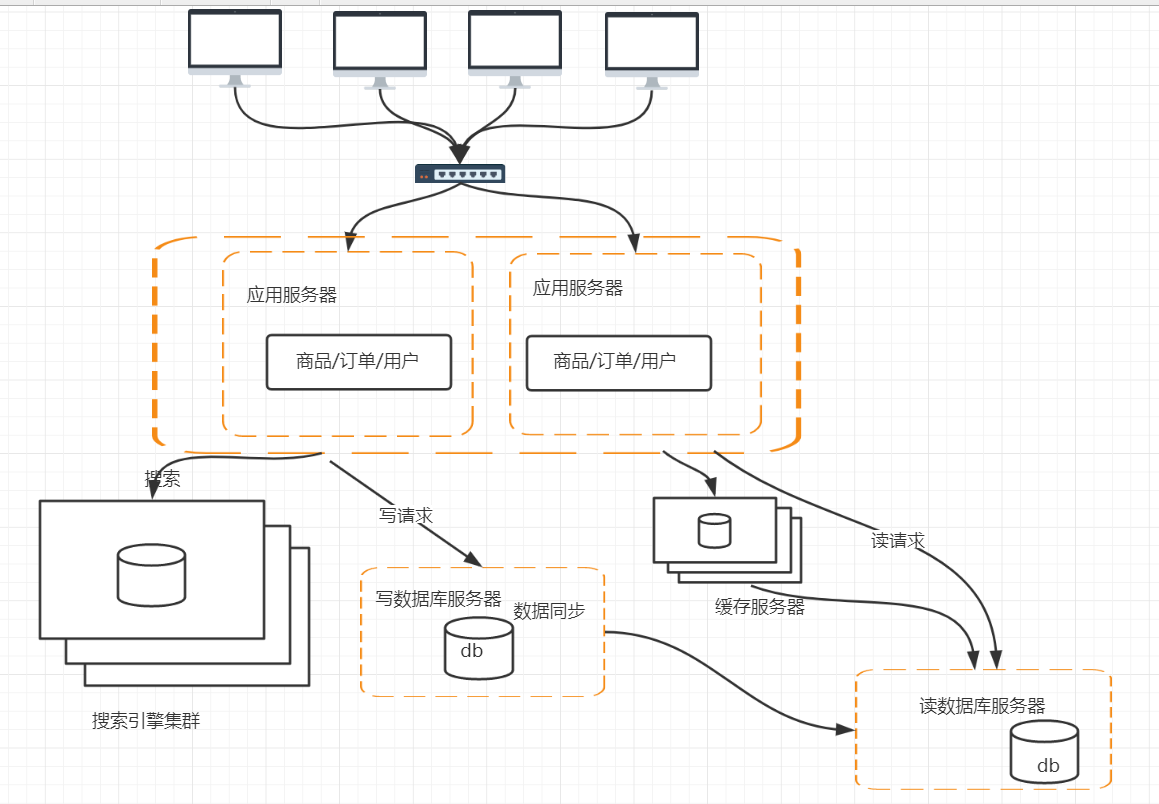 应用服务器
应用服务器
商品/订单/用户
商品/订单/用户
搜索
写请求
读请求
写数据库服务器
数据同步
缓存服务器
db
搜索引擎集群
读数据库服务器
db